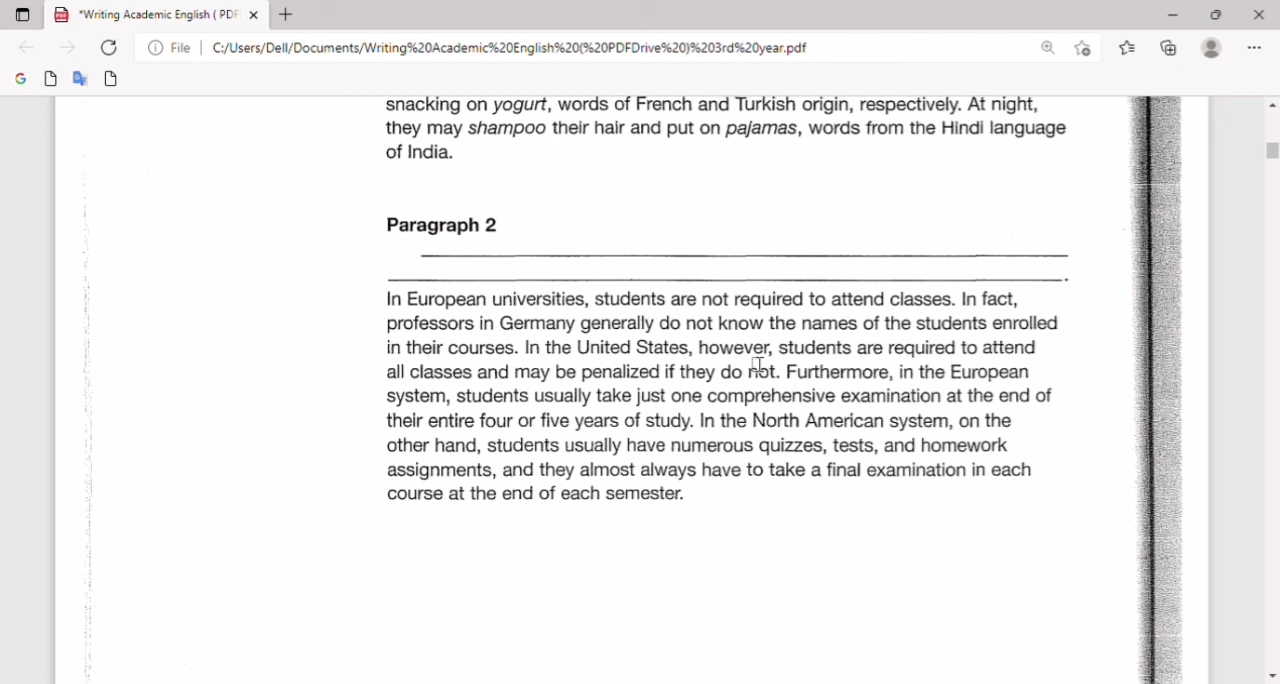 *Writing Academic English ( PDF
File
C:/Users/Dell/Documents/Writing%20Academic%20English%20(%20PDFDrive%20)%203rd%20year.pdf
snacking on yogurt, words of French and Turkish origin, respectively. At night,
they may shampoo their hair and put on pajamas, words from the Hindi language
of India.
Paragraph 2
In European universities, students are not required to attend classes. In fact,
professors in Germany generally do not know the names of the students enrolled
in their courses. In the United States, however, students are required to attend
all classes and may be penalized if they do not. Furthermore, in the European
system, students usually take just one comprehensive examination at the end of
their entire four or five years of study. In the North American system, on the
other hand, students usually have numerous quizzes, tests, and homework
assignments, and they almost always have to take a final examination in each
course at the end of each semester.